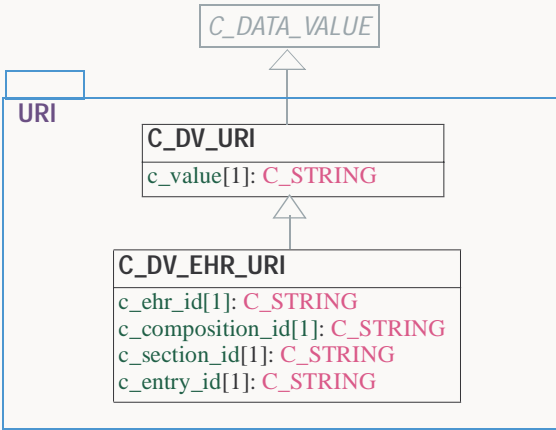 C_DATA_VALUE
URI
C_DV_URI
c_value[1]: C_STRING
C_DV_EHR_URI
c_ehr_id[1]: C_STRING
c_composition_id[1]: C_STRING
c_section_id[1]: C_STRING
c_entry_id[1]: C_STRING